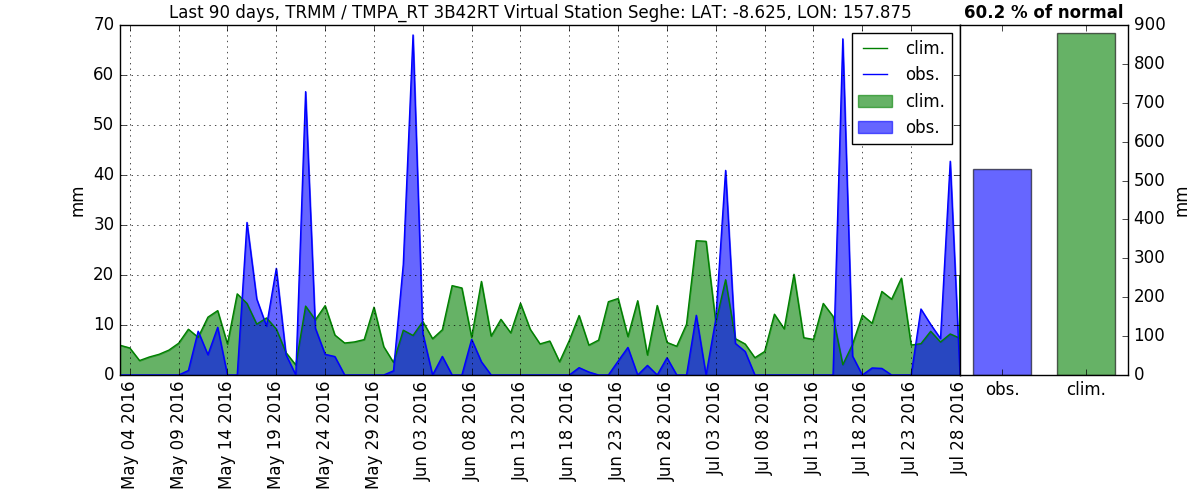 Last 90 days, TRMM / TMPA_RT 3B42RT Virtual Station Seghe: LAT: -8.625, LON: 157.875
60.2 % of normal
70
60
50
40
30
20
10
0
mm
clim.
obs.
clim.
obs.
900
800
700
600
500
400
300
200
100
0
mm
May 04 2016
May 09 2016
May 14 2016
May 19 2016
May 24 2016
May 29 2016
Jun 03 2016
Jun 08 2016
Jun 13 2016
Jun 18 2016
Jun 23 2016
Jun 28 2016
Jul 03 2016
Jul 08 2016
Jul 13 2016
Jul 18 2016
Jul 23 2016
Jul 28 2016
obs.
clim.